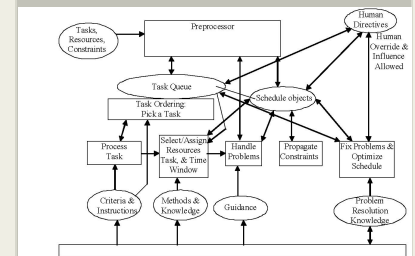 Tasks,
Resources,
Constraints
Preprocessor
Human
Directives
Human
Override &
Influence
Allowed
Task Queue
Schedule objects
Task Ordering:
Pick a Task
Process
Task
Select/Assign
Resources
Task, & Time
Window
Handle
Problems
Propagate
Constraints
Fix Problems &
Optimize
Schedule
Criteria &
Instructions
Methods &
Knowledge
Guidance
Problem
Resolution
Knowledge